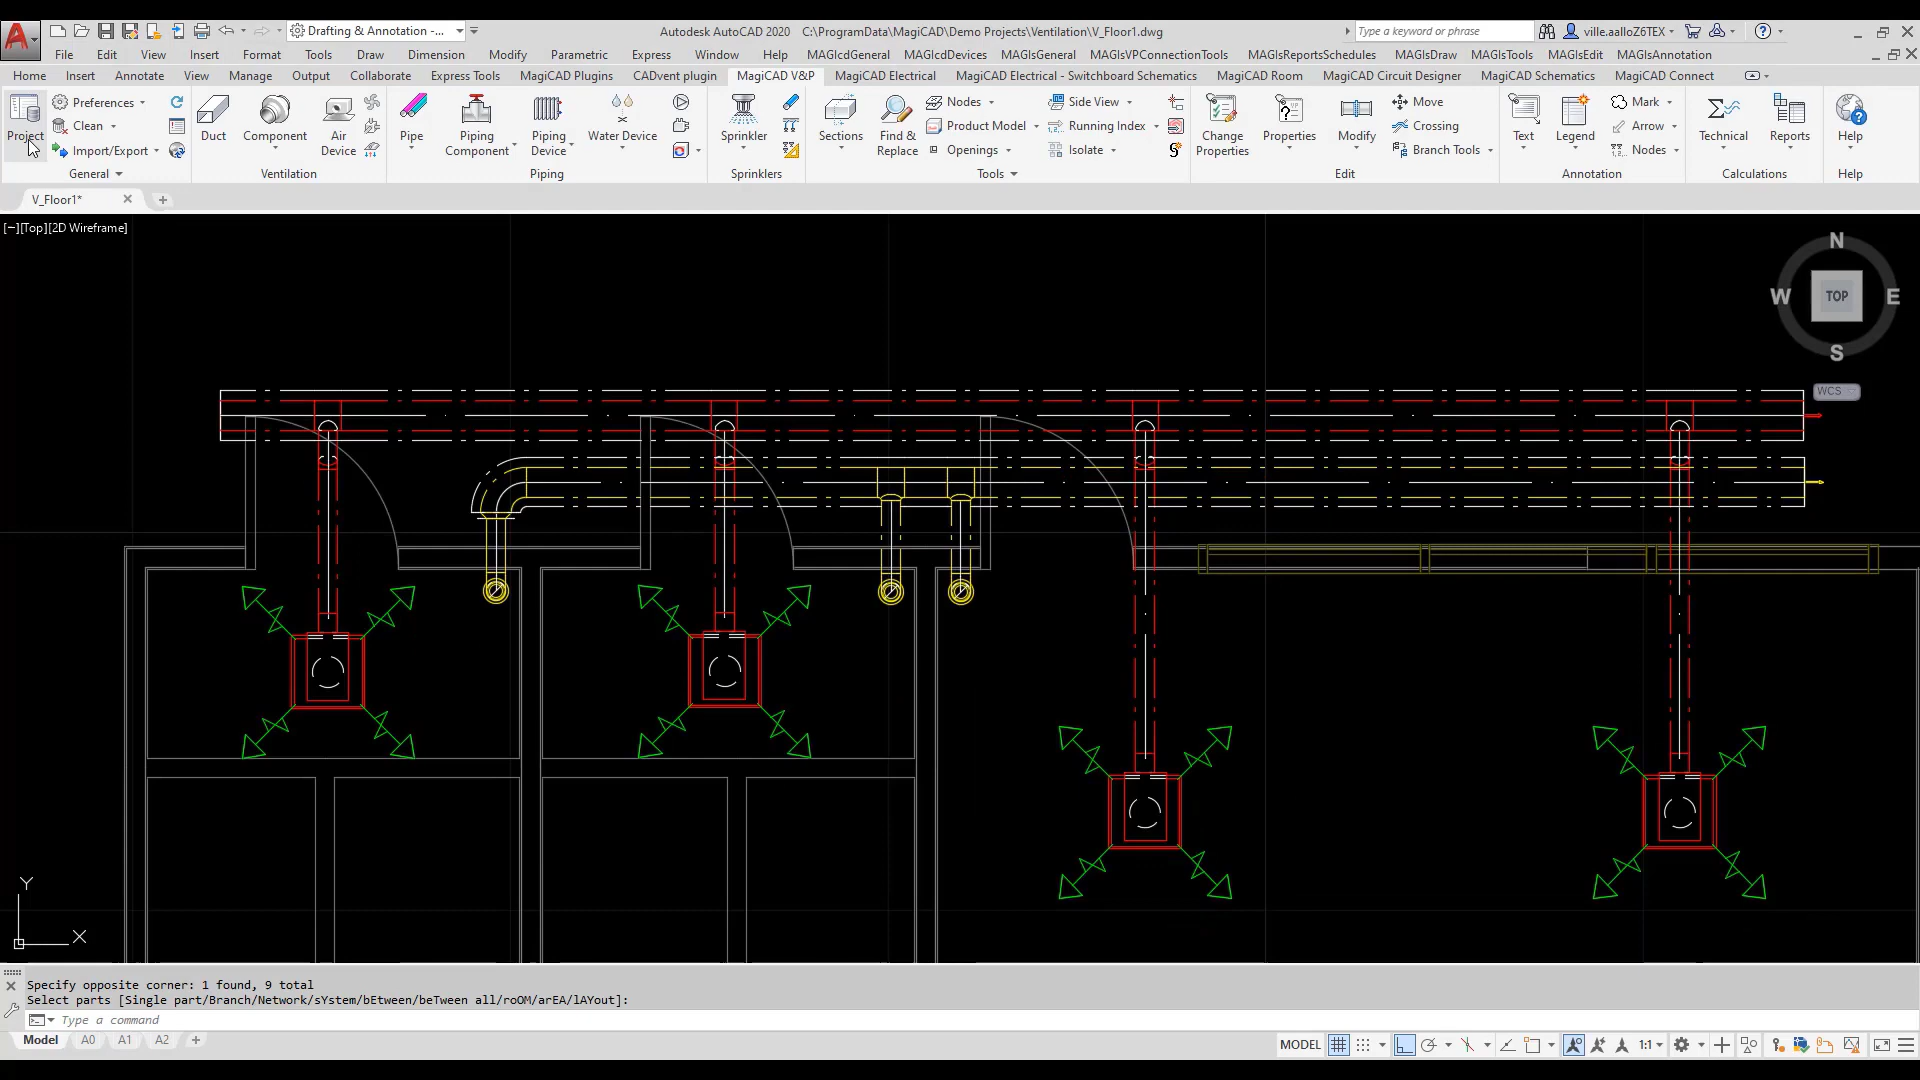 Drafting & Annotation -...
Autodesk AutoCAD 2020 C:\ProgramData\MagiCAD\Demo Projects\Ventilation\V_Floor1.dwg
Type a keyword or phrase
ville.aalloZ6TEX
File Edit View Insert Format Tools Draw Dimension Modify Parametric Express Window Help MAGIcdGeneral MAGIcdDevices MAGIsGeneral MAGIsVPConnectionTools MAGIsReportsSchedules MAGIsDraw MAGIsTools MAGIsEdit MAGIsAnnotation
Home Insert Annotate View Manage Output Collaborate Express Tools MagiCAD Plugins CADvent plugin MagiCAD V&P MagiCAD Electrical MagiCAD Electrical - Switchboard Schematics MagiCAD Room MagiCAD Circuit Designer MagiCAD Schematics MagiCAD Connect
Preferences Nodes Side View Move Mark
Clean Product Model Running Index Crossing Arrow
Project Duct Component Air Device Pipe Piping Component Piping Device Water Device Sprinkler Sections Find & Replace Change Properties Properties Modify Text Legend Technical Reports Help
Import/Export Openings Isolate Branch Tools Nodes
General Ventilation Piping Sprinklers Tools Edit Annotation Calculations Help
V_Floor1*
[−][Top][2D Wireframe]
N
W TOP E
S
WCS
Y
X
Specify opposite corner: 1 found, 9 total
Select parts [Single part/Branch/Network/sYstem/bEtween/beTween all/roOM/arEA/lAYout]:
Type a command
Model A0 A1 A2 +
MODEL 1:1